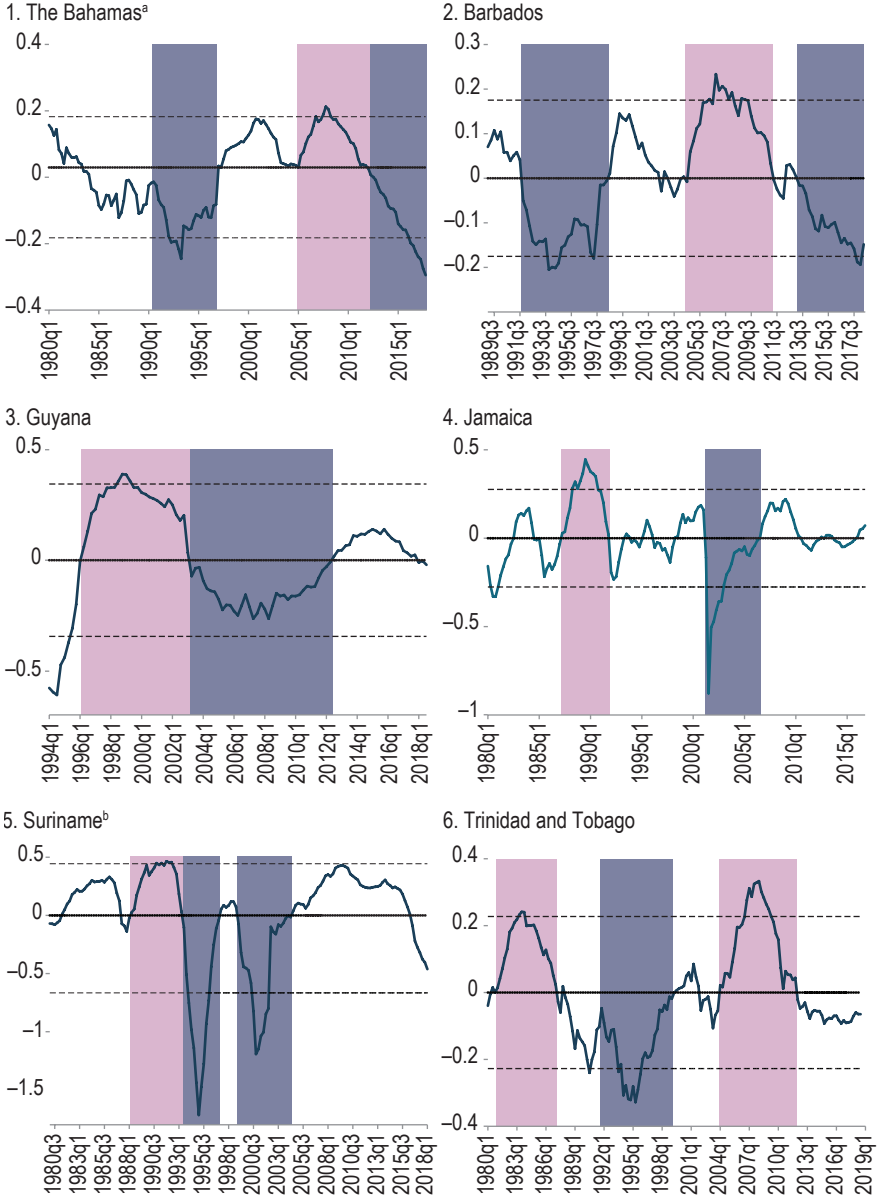 1. The Bahamasᵃ
0.4
0.2
0
–0.2
–0.4
1980q1
1985q1
1990q1
1995q1
2000q1
2005q1
2010q1
2015q1
2. Barbados
0.3
0.2
0.1
0
–0.1
–0.2
1989q3
1991q3
1993q3
1995q3
1997q3
1999q3
2001q3
2003q3
2005q3
2007q3
2009q3
2011q3
2013q3
2015q3
2017q3
3. Guyana
0.5
0
–0.5
1994q1
1996q1
1998q1
2000q1
2002q1
2004q1
2006q1
2008q1
2010q1
2012q1
2014q1
2016q1
2018q1
4. Jamaica
0.5
0
–0.5
–1
1980q1
1985q1
1990q1
1995q1
2000q1
2005q1
2010q1
2015q1
5. Surinameᵇ
0.5
0
–0.5
–1
–1.5
1980q3
1983q1
1985q3
1988q1
1990q3
1993q1
1995q3
1998q1
2000q3
2003q1
2005q3
2008q1
2010q3
2013q1
2015q3
2018q1
6. Trinidad and Tobago
0.4
0.2
0
–0.2
–0.4
1980q1
1983q1
1986q1
1989q1
1992q1
1995q1
1998q1
2001q1
2004q1
2007q1
2010q1
2013q1
2016q1
2019q1